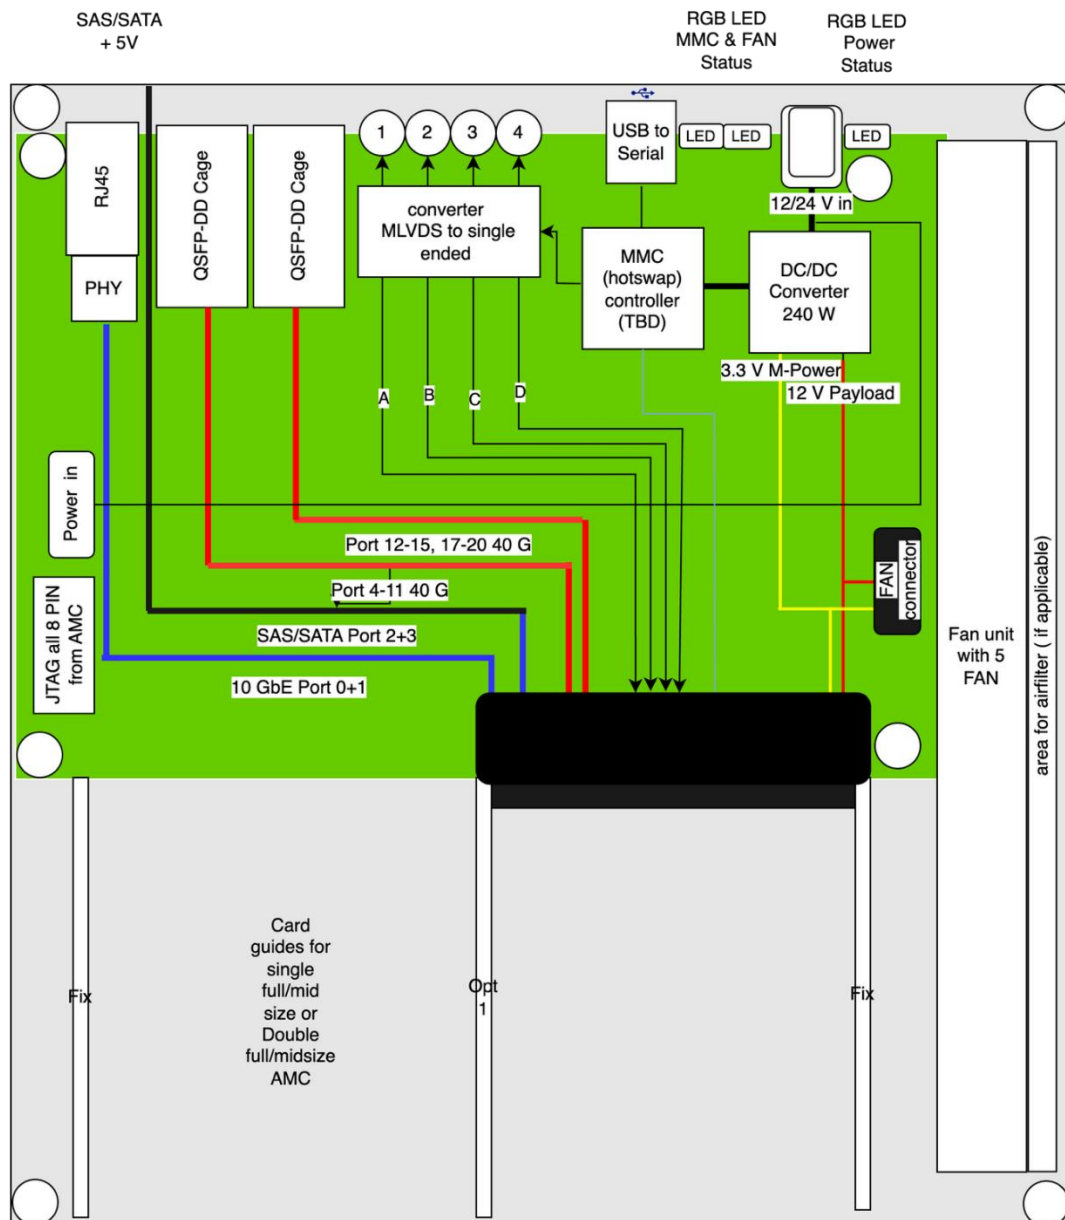 SAS/SATA
+ 5V
RGB LED
MMC & FAN
Status
RGB LED
Power
Status
RJ45
PHY
QSFP-DD Cage
QSFP-DD Cage
1
2
3
4
converter
MLVDS to single
ended
USB to
Serial
LED
LED
LED
12/24 V in
MMC
(hotswap)
controller
(TBD)
DC/DC
Converter
240 W
3.3 V M-Power
12 V Payload
A
B
C
D
Power in
Port 12-15, 17-20 40 G
Port 4-11 40 G
SAS/SATA Port 2+3
10 GbE Port 0+1
JTAG all 8 PIN
from AMC
FAN
connector
Fan unit
with 5
FAN
area for airfilter ( if applicable)
Card
guides for
single
full/mid
size or
Double
full/midsize
AMC
Fix
Opt
1
Fix